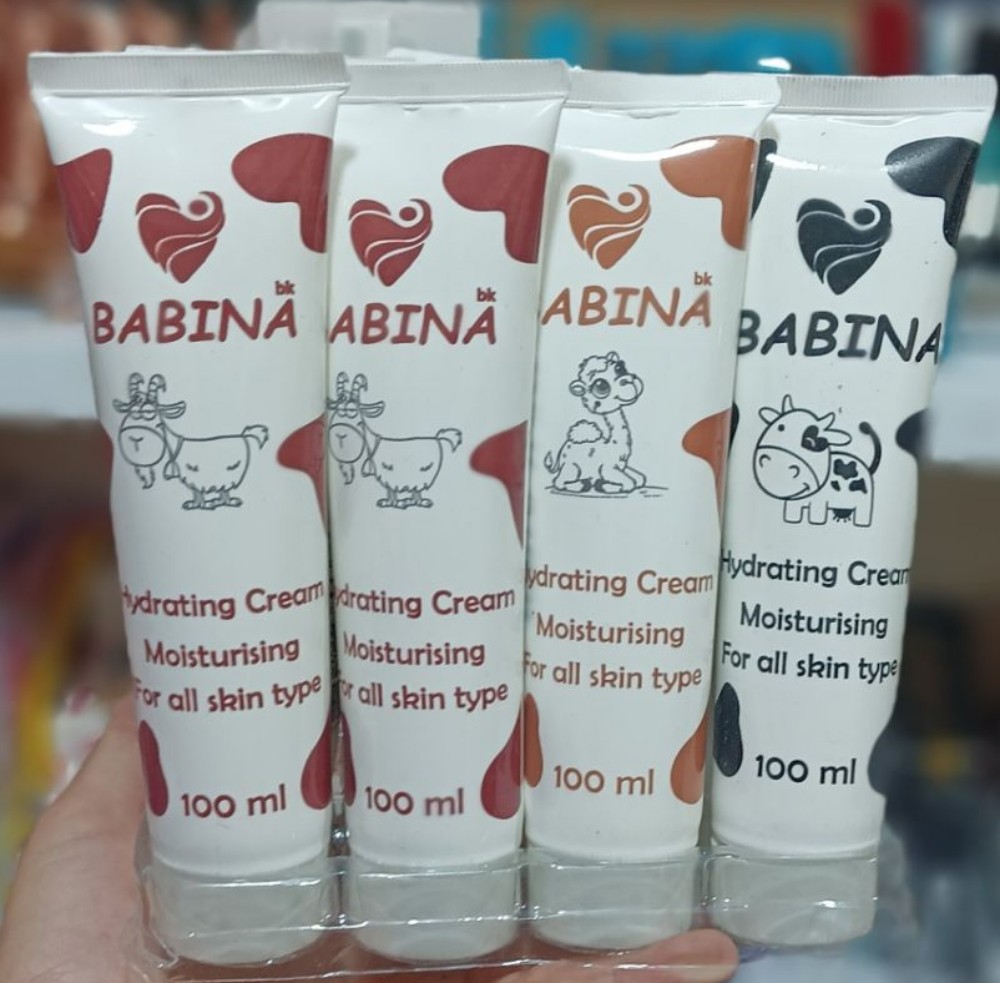 bk
BABINA
Hydrating Cream
Moisturising
For all skin type
100 ml
bk
ABINA
ydrating Cream
Moisturising
For all skin type
100 ml
bk
ABINA
ydrating Cream
Moisturising
For all skin type
100 ml
BABINA
Hydrating Cream
Moisturising
For all skin type
100 ml